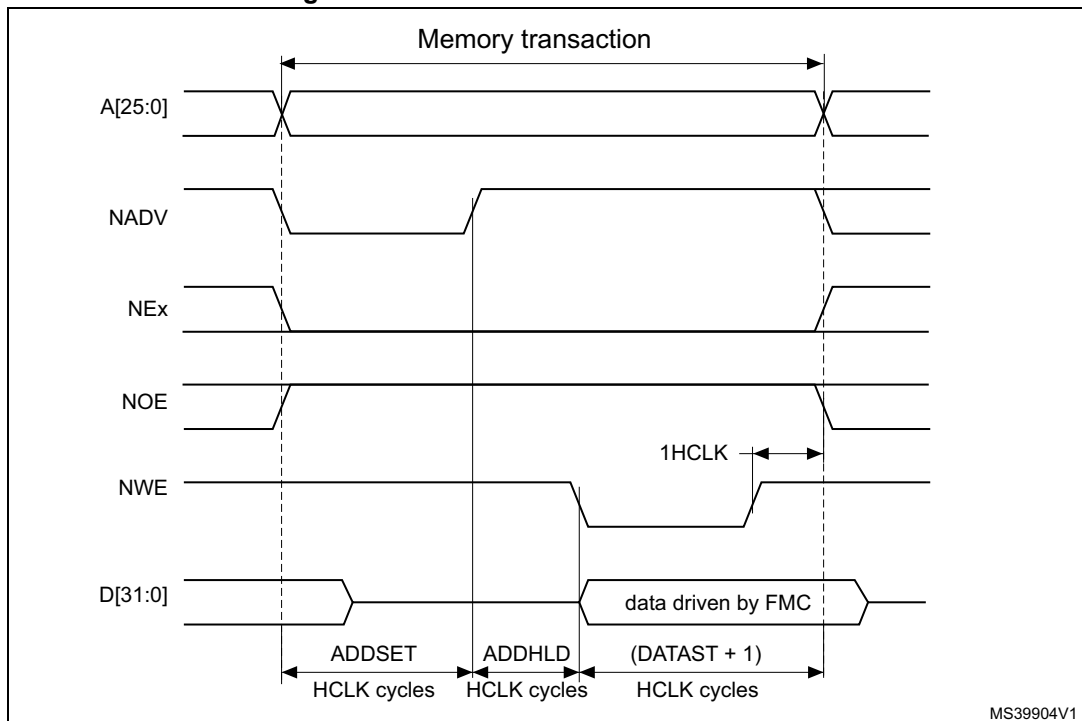 Memory transaction
A[25:0]
NADV
NEx
NOE
1HCLK
NWE
D[31:0]
data driven by FMC
ADDSET ADDHLD (DATAST + 1)
HCLK cycles HCLK cycles HCLK cycles
MS39904V1